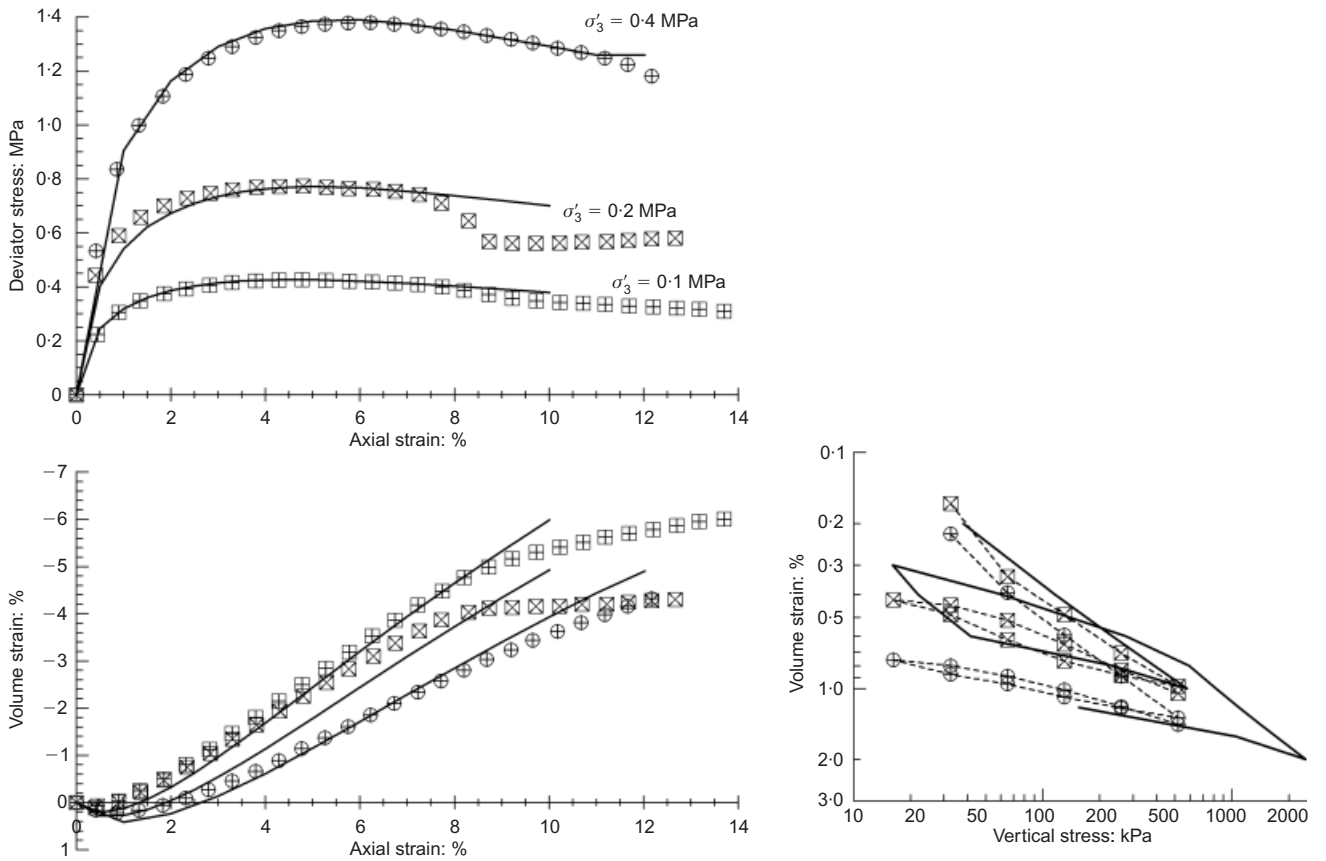 1·4
1·2
1·0
0·8
0·6
0·4
0·2
0
Deviator stress: MPa
σ′₃ = 0·4 MPa
σ′₃ = 0·2 MPa
σ′₃ = 0·1 MPa
0 2 4 6 8 10 12 14
Axial strain: %
−7
−6
−5
−4
−3
−2
−1
0
1
Volume strain: %
0 2 4 6 8 10 12 14
Axial strain: %
0·1
0·2
0·3
0·5
1·0
2·0
3·0
Volume strain: %
10 20 50 100 200 500 1000 2000
Vertical stress: kPa